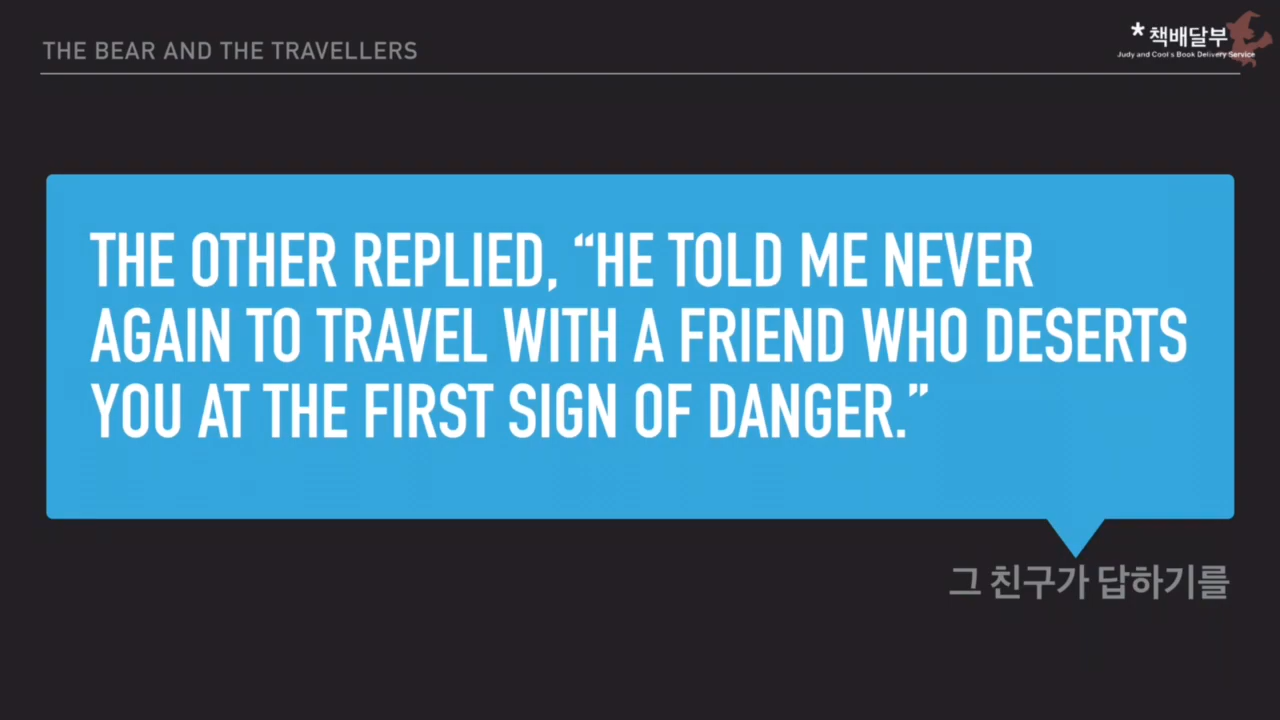 THE BEAR AND THE TRAVELLERS
* 책배달부
Judy and Cool's Book Delivery Service
THE OTHER REPLIED, “HE TOLD ME NEVER
AGAIN TO TRAVEL WITH A FRIEND WHO DESERTS
YOU AT THE FIRST SIGN OF DANGER.”
그 친구가 답하기를